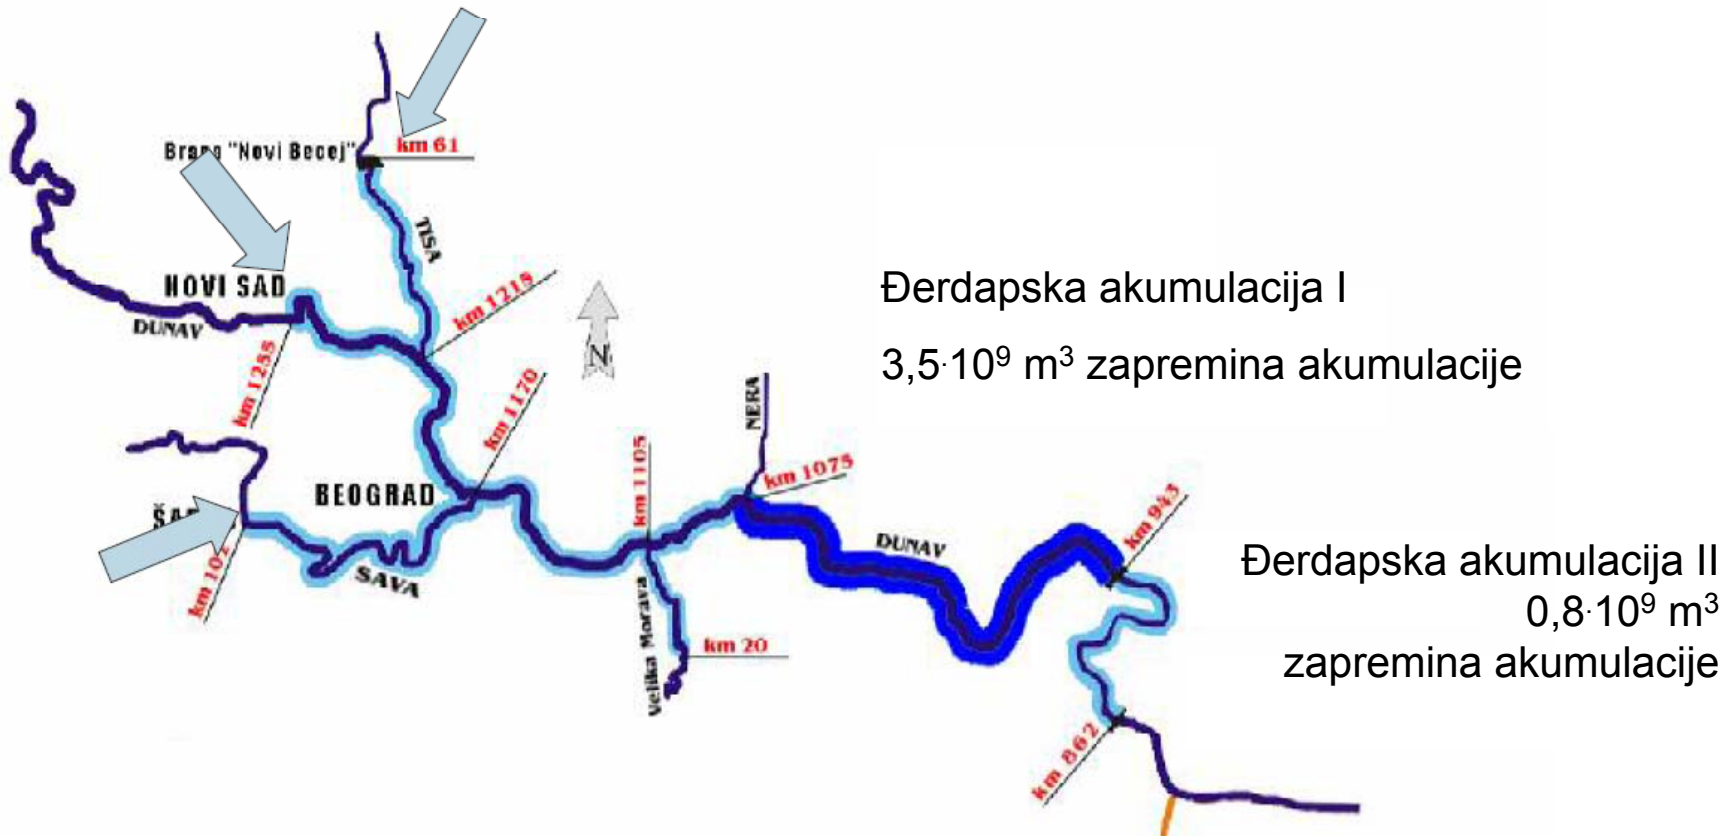 Brana "Novi Becej"
km 61
TISA
NOVI SAD
DUNAV
km 1215
km 1255
N
Đerdapska akumulacija I
3,5·10⁹ m³ zapremina akumulacije
km 1170
NERA
km 1105
km 1075
BEOGRAD
km 943
km 102
SAVA
DUNAV
Đerdapska akumulacija II
0,8·10⁹ m³
zapremina akumulacije
Velika Morava
km 20
km 862